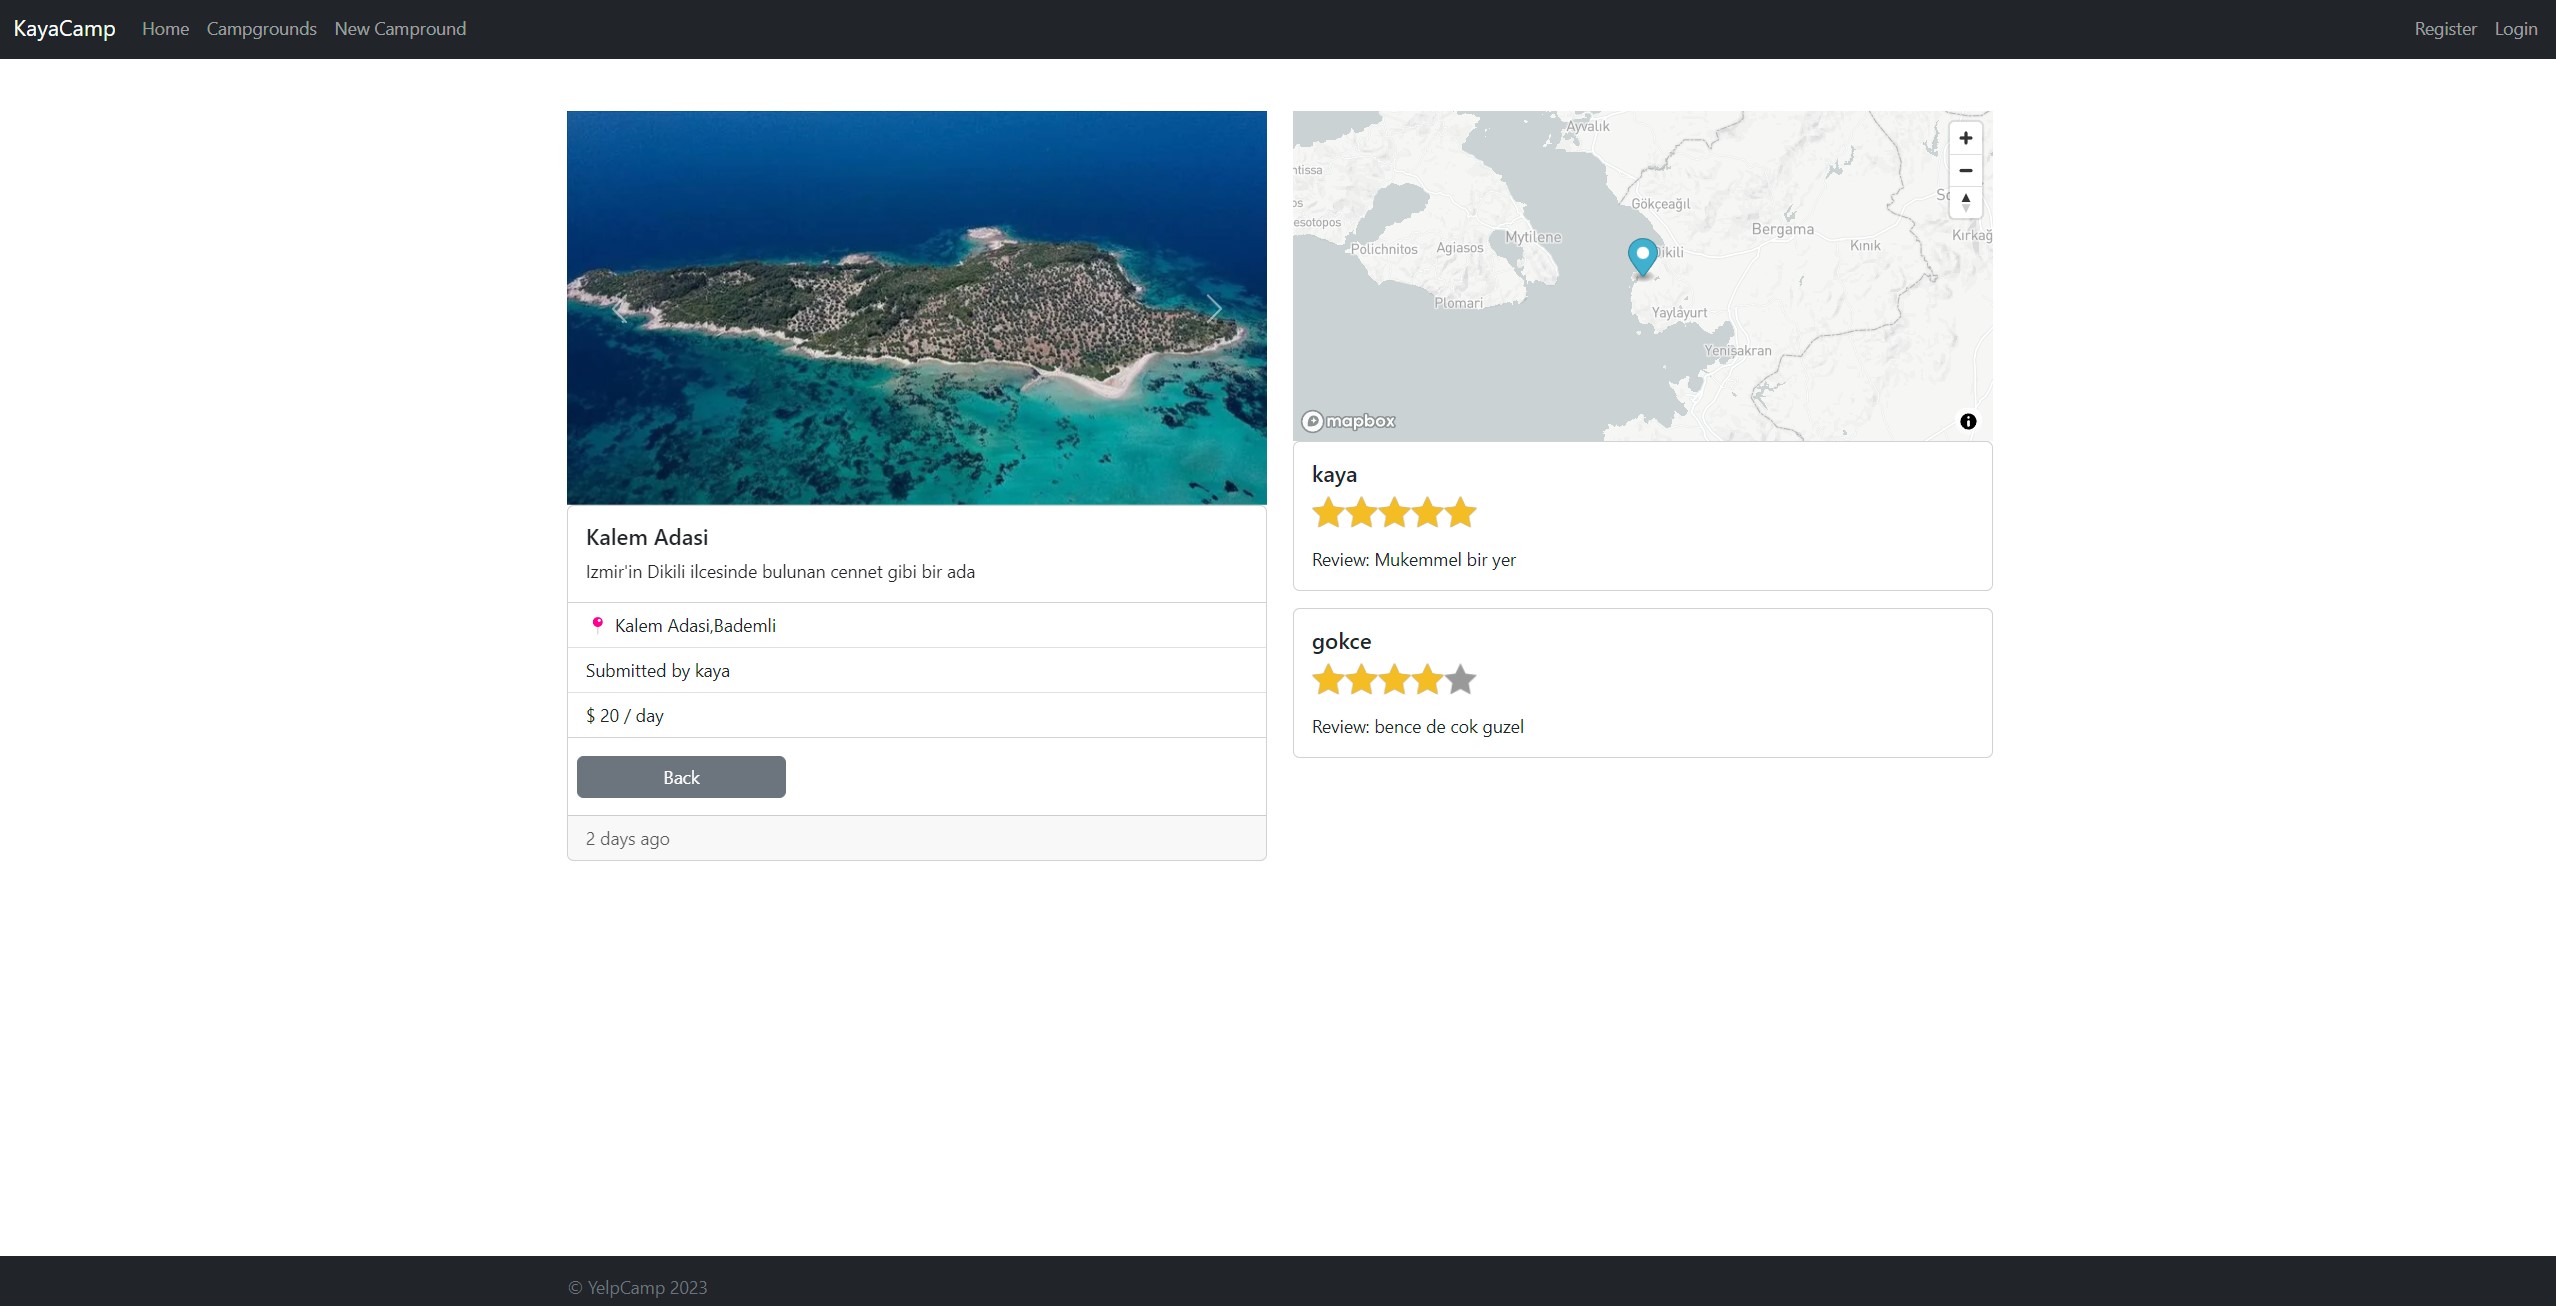 KayaCamp Home Campgrounds New Campround Register Login
Kalem Adasi
Izmir'in Dikili ilcesinde bulunan cennet gibi bir ada
Kalem Adasi,Bademli
Submitted by kaya
$ 20 / day
Back
2 days ago
Ayvalık
ntissa
Gökçeağıl
os
esotopos
Polichnitos
Agiasos
Mytilene
Dikili
Bergama
Kınık
Kırkağ
Plomari
Yaylayurt
Yenişakran
mapbox
kaya
Review: Mukemmel bir yer
gokce
Review: bence de cok guzel
© YelpCamp 2023